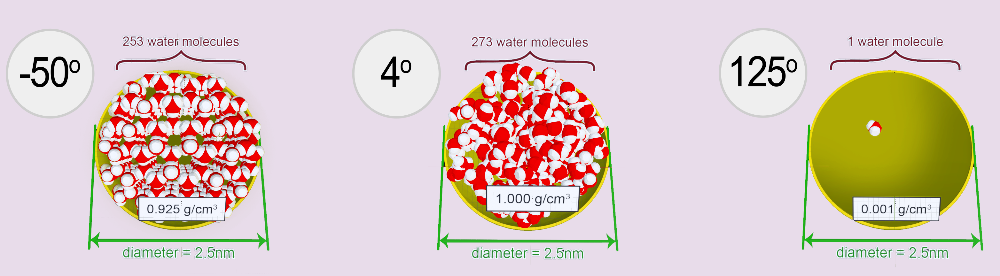 -50º
253 water molecules
0.925 g/cm³
diameter = 2.5nm
4º
273 water molecules
1.000 g/cm³
diameter = 2.5nm
125º
1 water molecule
0.001 g/cm³
diameter = 2.5nm